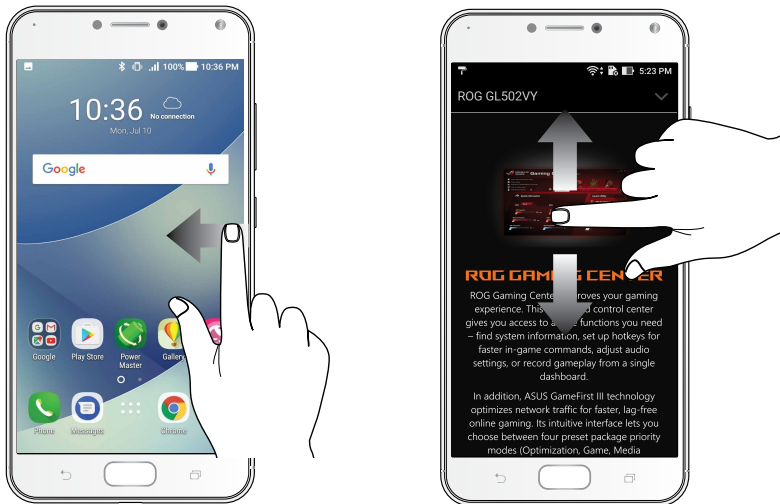 100% 10:36 PM
10:36
No connection
Mon, Jul 10
Google
Google
Play Store
Power
Master
Gallery
Phone
Messages
Chrome
5:23 PM
ROG GL502VY
Gaming
ROG GAMING CENTER
ROG Gaming Cente roves your gaming
experience. This d control center
gives you access to a functions you need
– find system information, set up hotkeys for
faster in-game commands, adjust audio
settings, or record gameplay from a single
dashboard.
In addition, ASUS GameFirst III technology
optimizes network traffic for faster, lag-free
online gaming. Its intuitive interface lets you
choose between four preset package priority
modes (Optimization, Game, Media